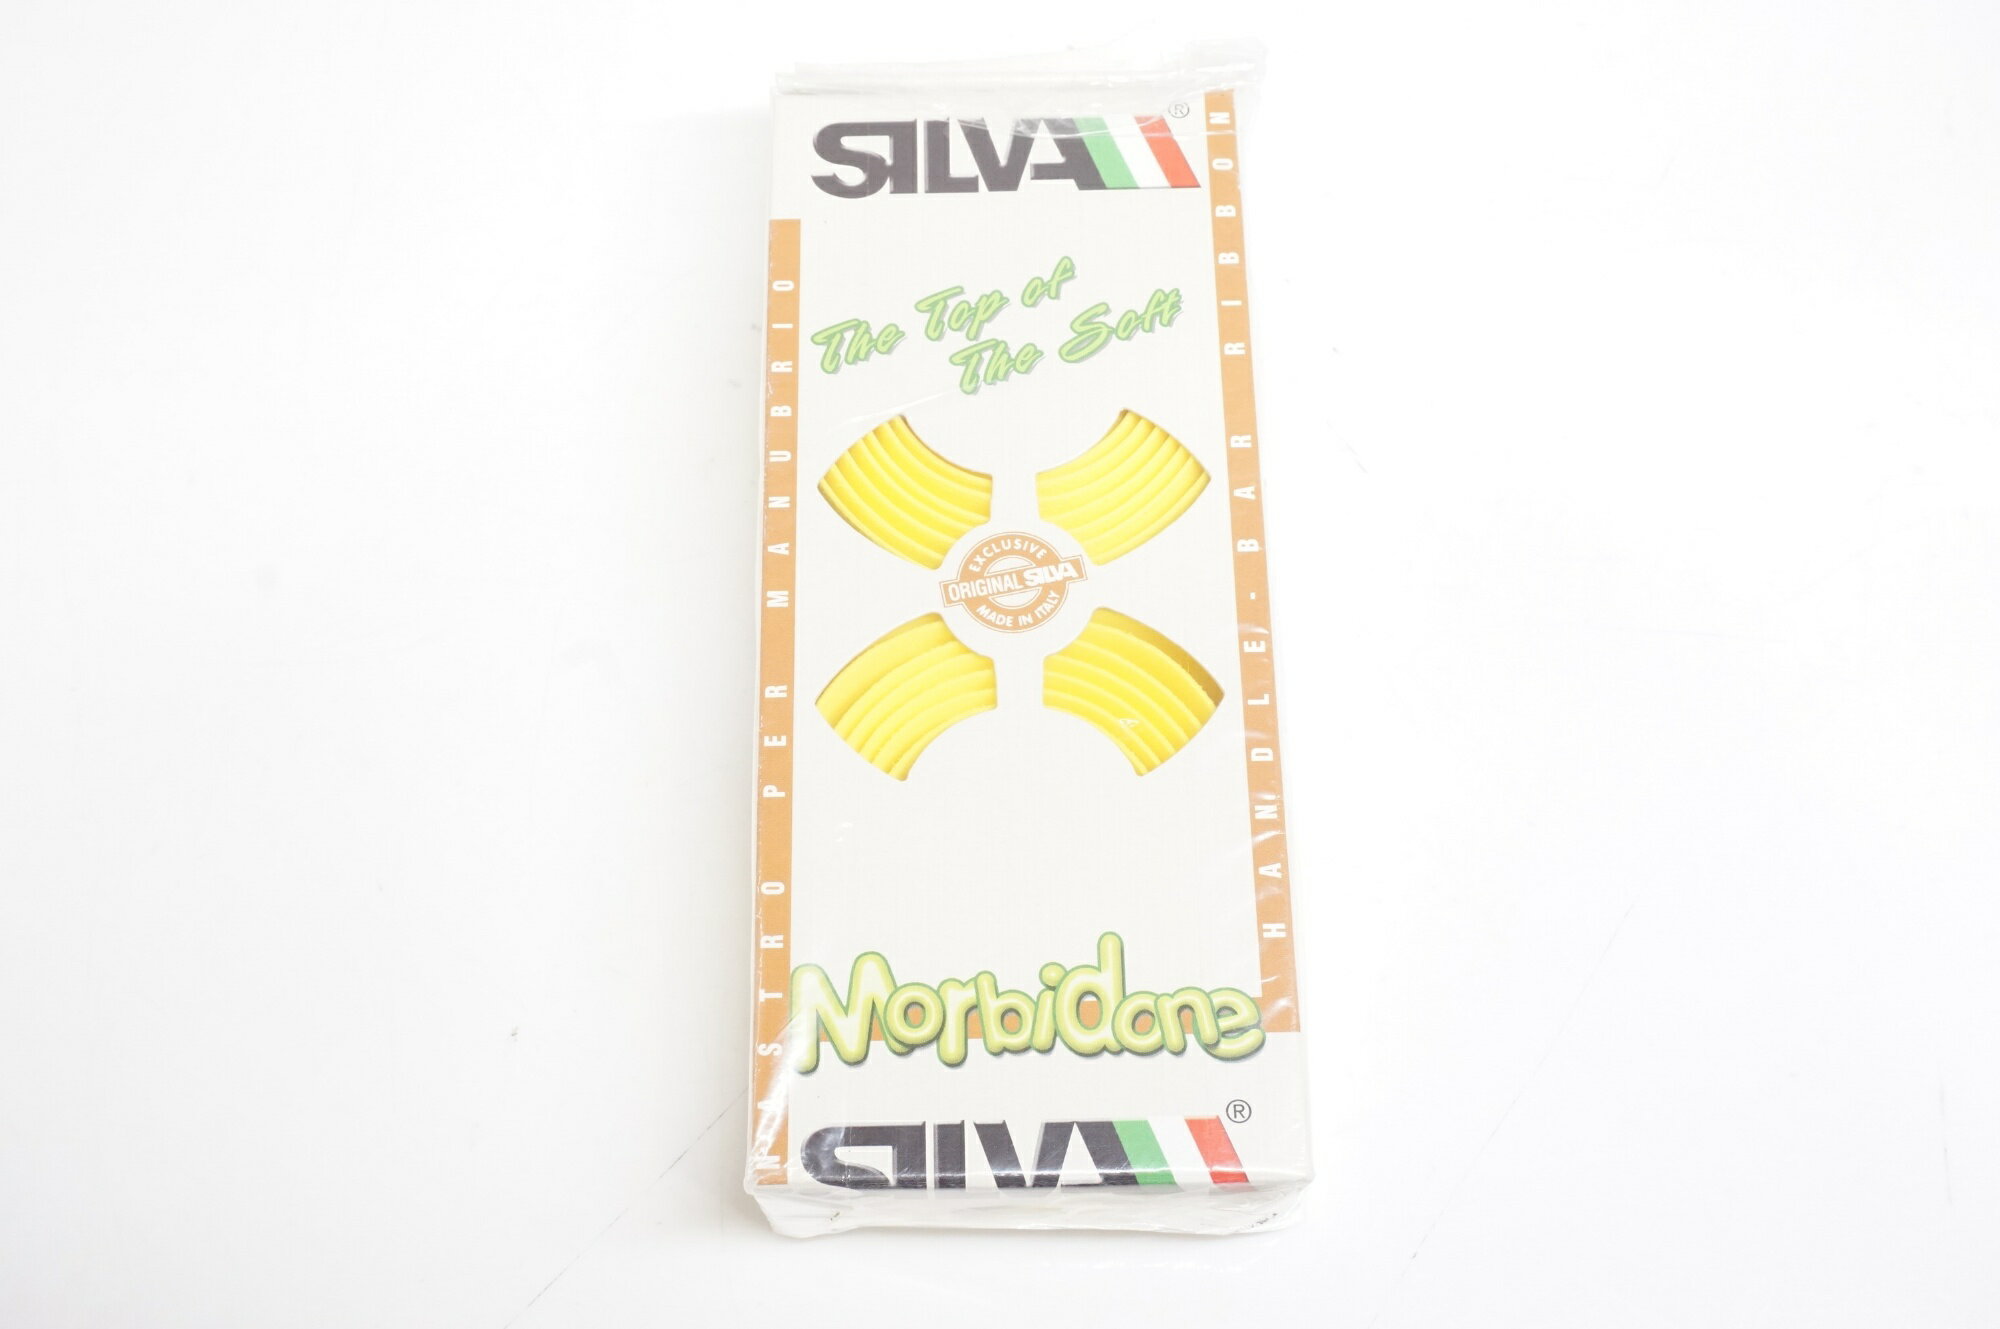 SILVA®
The Top of
The Soft
NASTRO PER MANUBRIO
HANDLE-BAR RIBBON
EXCLUSIVE
ORIGINAL SILVA
MADE IN ITALY
Morbidone
SILVA®